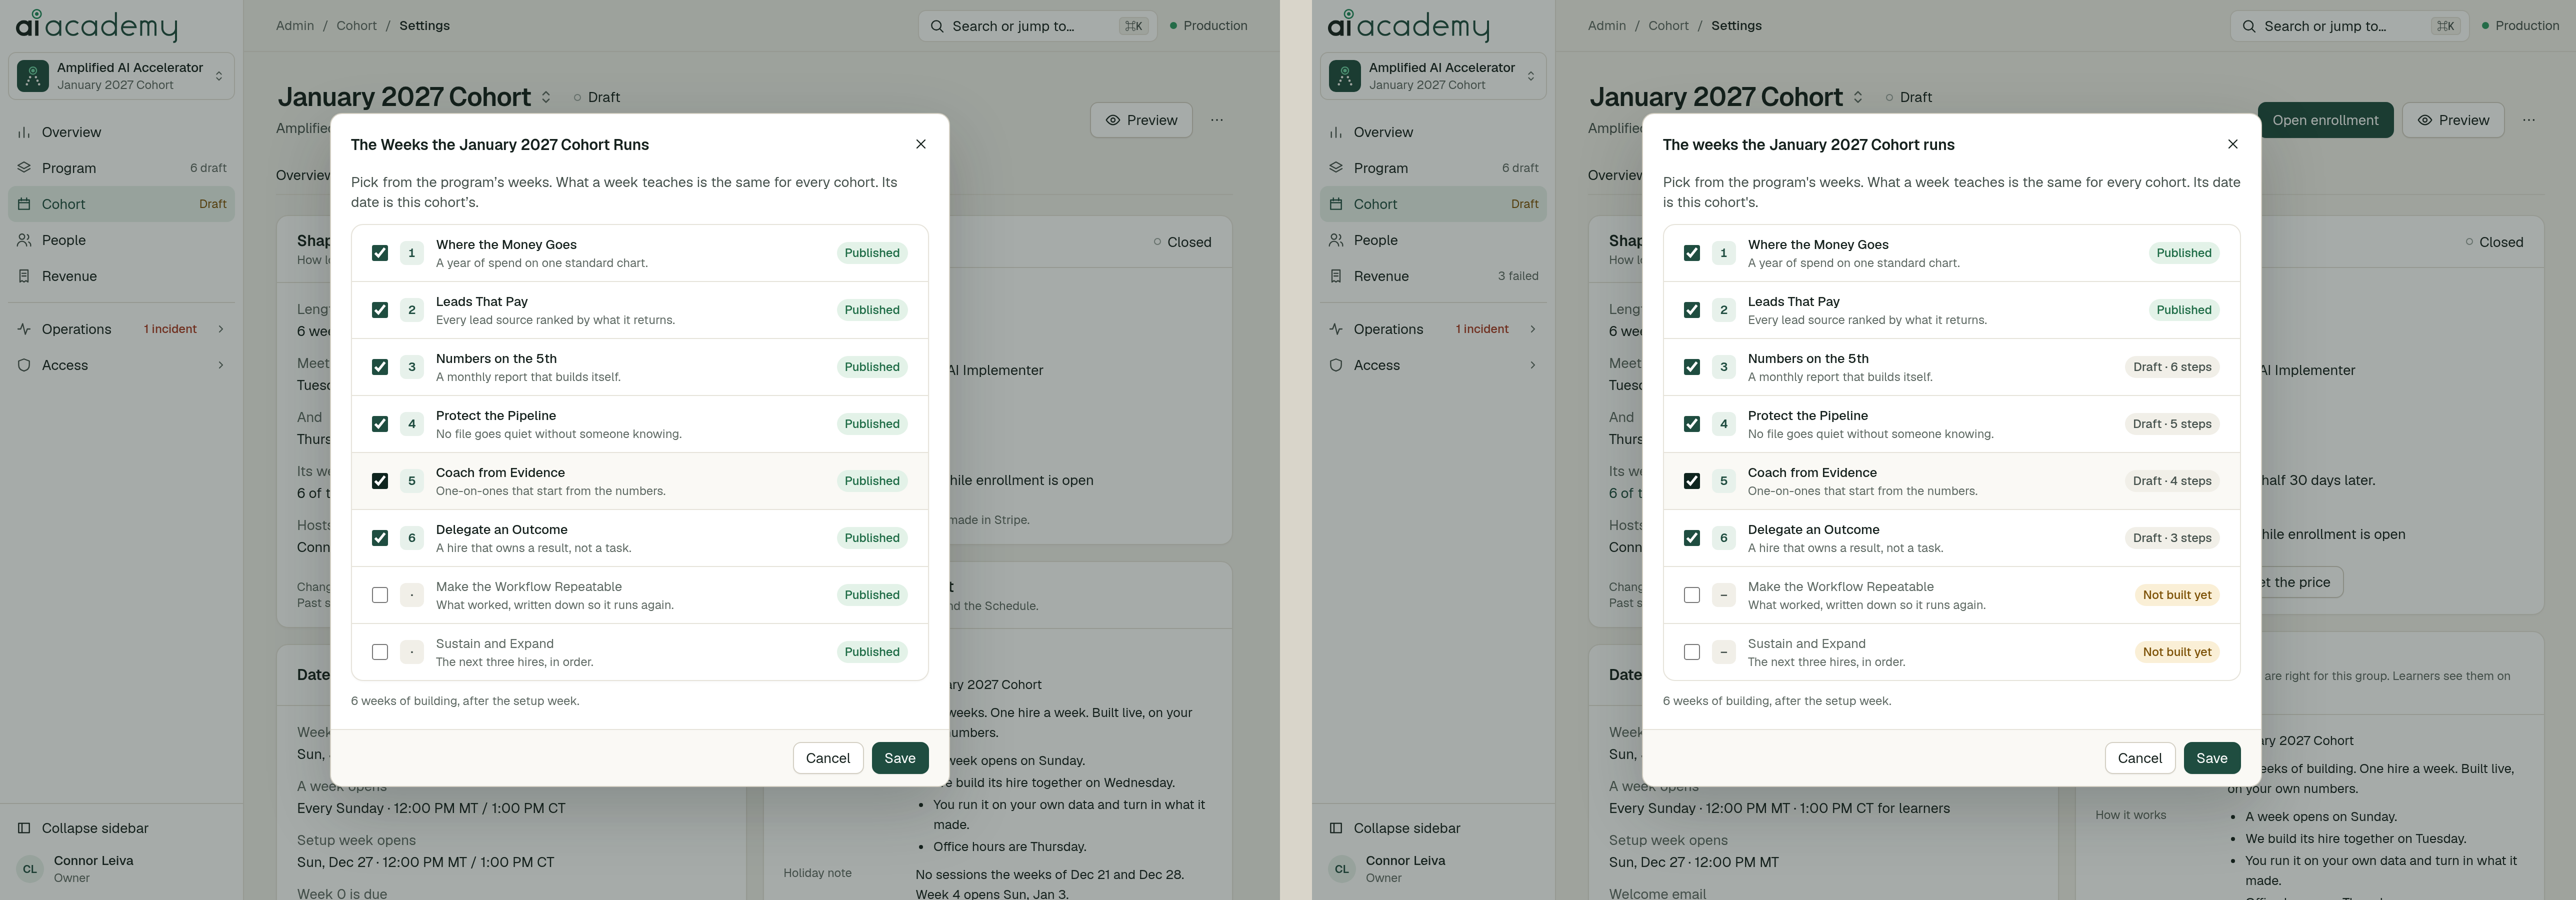 ai academy
Amplified AI Accelerator
January 2027 Cohort
Overview
Program
6 draft
Cohort
Draft
People
Revenue
Operations
1 incident
Access
Collapse sidebar
CL
Connor Leiva
Owner
Admin / Cohort / Settings
Search or jump to...
⌘K
Production
January 2027 Cohort
Draft
Preview
Overview
Closed
6 of
Date
The Weeks the January 2027 Cohort Runs
Pick from the program's weeks. What a week teaches is the same for every cohort. Its
date is this cohort's.
1
Where the Money Goes
A year of spend on one standard chart.
Published
2
Leads That Pay
Every lead source ranked by what it returns.
Published
3
Numbers on the 5th
A monthly report that builds itself.
Published
4
Protect the Pipeline
No file goes quiet without someone knowing.
Published
5
Coach from Evidence
One-on-ones that start from the numbers.
Published
6
Delegate an Outcome
A hire that owns a result, not a task.
Published
·
Make the Workflow Repeatable
What worked, written down so it runs again.
Published
·
Sustain and Expand
The next three hires, in order.
Published
6 weeks of building, after the setup week.
Cancel
Save
AI Implementer
hile enrollment is open
made in Stripe.
nd the Schedule.
ary 2027 Cohort
weeks. One hire a week. Built live, on your
umbers.
week opens on Sunday.
e build its hire together on Wednesday.
• You run it on your own data and turn in what it
made.
• Office hours are Thursday.
Holiday note
No sessions the weeks of Dec 21 and Dec 28.
Week 4 opens Sun, Jan 3.
A week opens
Every Sunday · 12:00 PM MT / 1:00 PM CT
Setup week opens
Sun, Dec 27 · 12:00 PM MT / 1:00 PM CT
Week 0 is due
ai academy
Amplified AI Accelerator
January 2027 Cohort
Overview
Program
6 draft
Cohort
Draft
People
Revenue
3 failed
Operations
1 incident
Access
Collapse sidebar
CL
Connor Leiva
Owner
Admin / Cohort / Settings
Search or jump to...
⌘K
Production
January 2027 Cohort
Draft
Open enrollment
Preview
Overview
Closed
6 of
Date
The weeks the January 2027 Cohort runs
Pick from the program's weeks. What a week teaches is the same for every cohort. Its date
is this cohort's.
1
Where the Money Goes
A year of spend on one standard chart.
Published
2
Leads That Pay
Every lead source ranked by what it returns.
Published
3
Numbers on the 5th
A monthly report that builds itself.
Draft · 6 steps
4
Protect the Pipeline
No file goes quiet without someone knowing.
Draft · 5 steps
5
Coach from Evidence
One-on-ones that start from the numbers.
Draft · 4 steps
6
Delegate an Outcome
A hire that owns a result, not a task.
Draft · 3 steps
–
Make the Workflow Repeatable
What worked, written down so it runs again.
Not built yet
–
Sustain and Expand
The next three hires, in order.
Not built yet
6 weeks of building, after the setup week.
Cancel
Save
AI Implementer
half 30 days later.
hile enrollment is open
et the price
are right for this group. Learners see them on
ary 2027 Cohort
eeks of building. One hire a week. Built live,
on your own numbers.
How it works
• A week opens on Sunday.
• We build its hire together on Tuesday.
• You run it on your own data and turn in what it
made.
A week opens
Every Sunday · 12:00 PM MT · 1:00 PM CT for learners
Setup week opens
Sun, Dec 27 · 12:00 PM MT
Welcome email